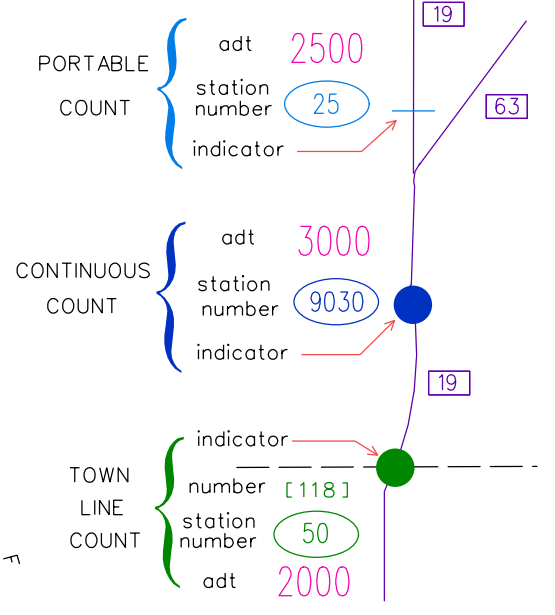 19
adt 2500
PORTABLE
COUNT
station
number 25
63
indicator
adt 3000
CONTINUOUS
COUNT
station
number 9030
indicator
19
indicator
TOWN
LINE
COUNT
number [118]
station
number 50
adt 2000
F